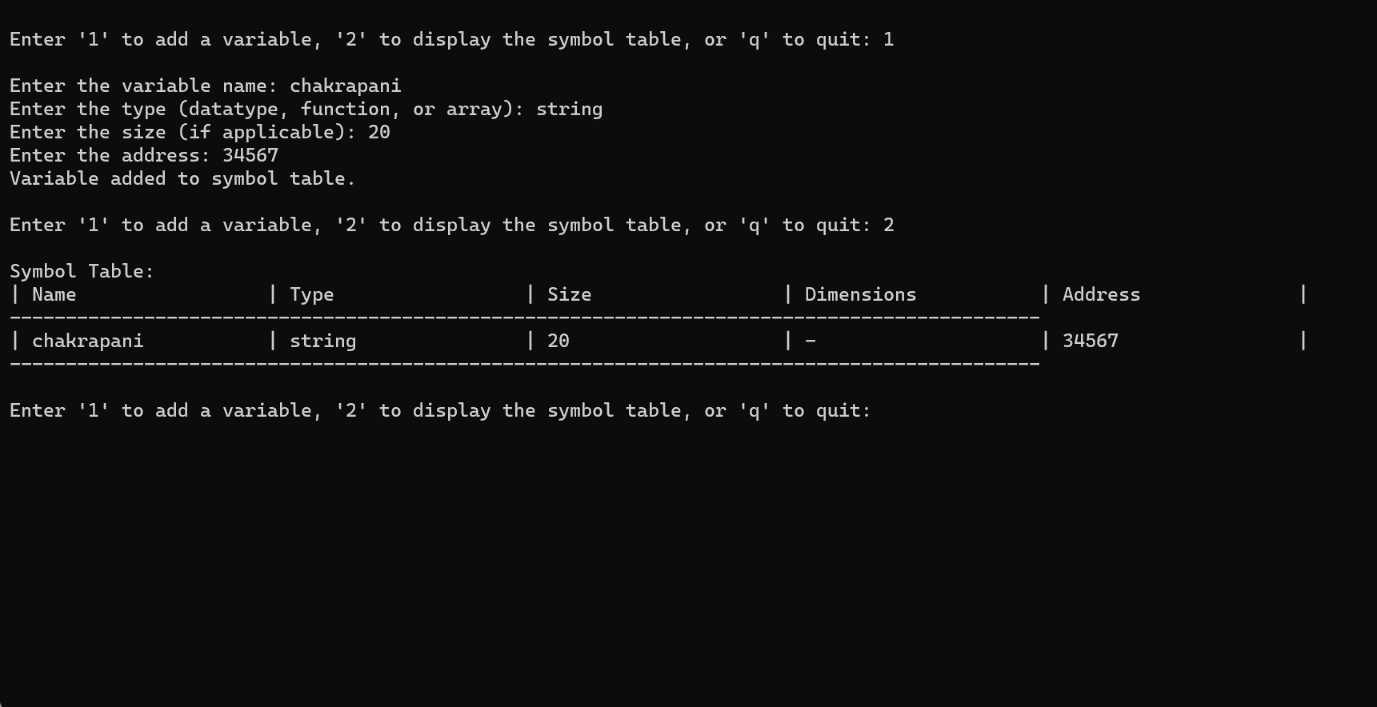 Enter '1' to add a variable, '2' to display the symbol table, or 'q' to quit: 1
Enter the variable name: chakrapani
Enter the type (datatype, function, or array): string
Enter the size (if applicable): 20
Enter the address: 34567
Variable added to symbol table.
Enter '1' to add a variable, '2' to display the symbol table, or 'q' to quit: 2
Symbol Table:
| Name                 | Type                 | Size                 | Dimensions           | Address              |
--------------------------------------------------------------------------------------------
| chakrapani           | string               | 20                   | -                    | 34567                |
--------------------------------------------------------------------------------------------
Enter '1' to add a variable, '2' to display the symbol table, or 'q' to quit: